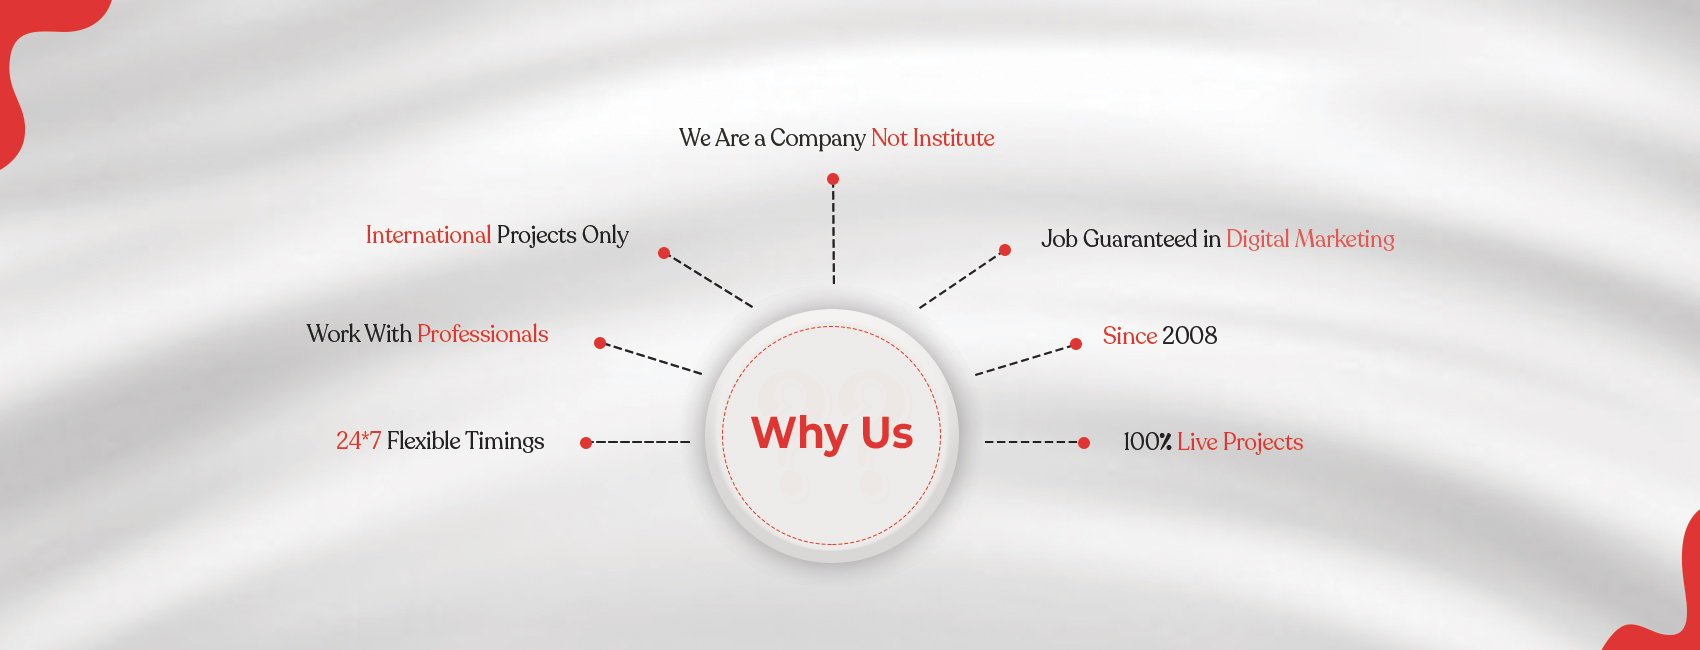 We Are a Company Not Institute
International Projects Only
Job Guaranteed in Digital Marketing
Work With Professionals
Since 2008
24*7 Flexible Timings
Why Us
100% Live Projects